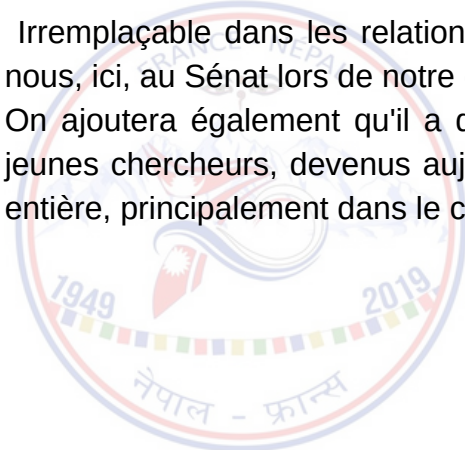 Irremplaçable dans les relation
nous, ici, au Sénat lors de notre
On ajoutera également qu'il a
jeunes chercheurs, devenus auj
entière, principalement dans le c
FRANCE NÉPAL
1949
2019
नेपाल - फ्रान्स